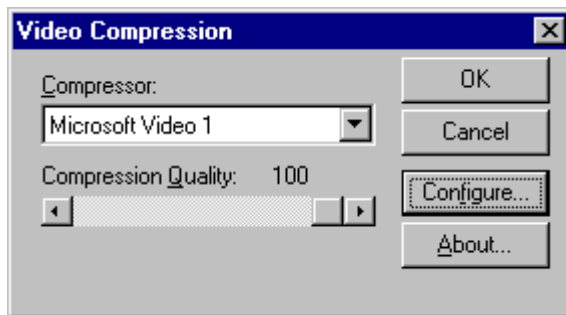 Video Compression
Compressor:
OK
Microsoft Video 1
Cancel
Compression Quality: 100
Configure...
About...